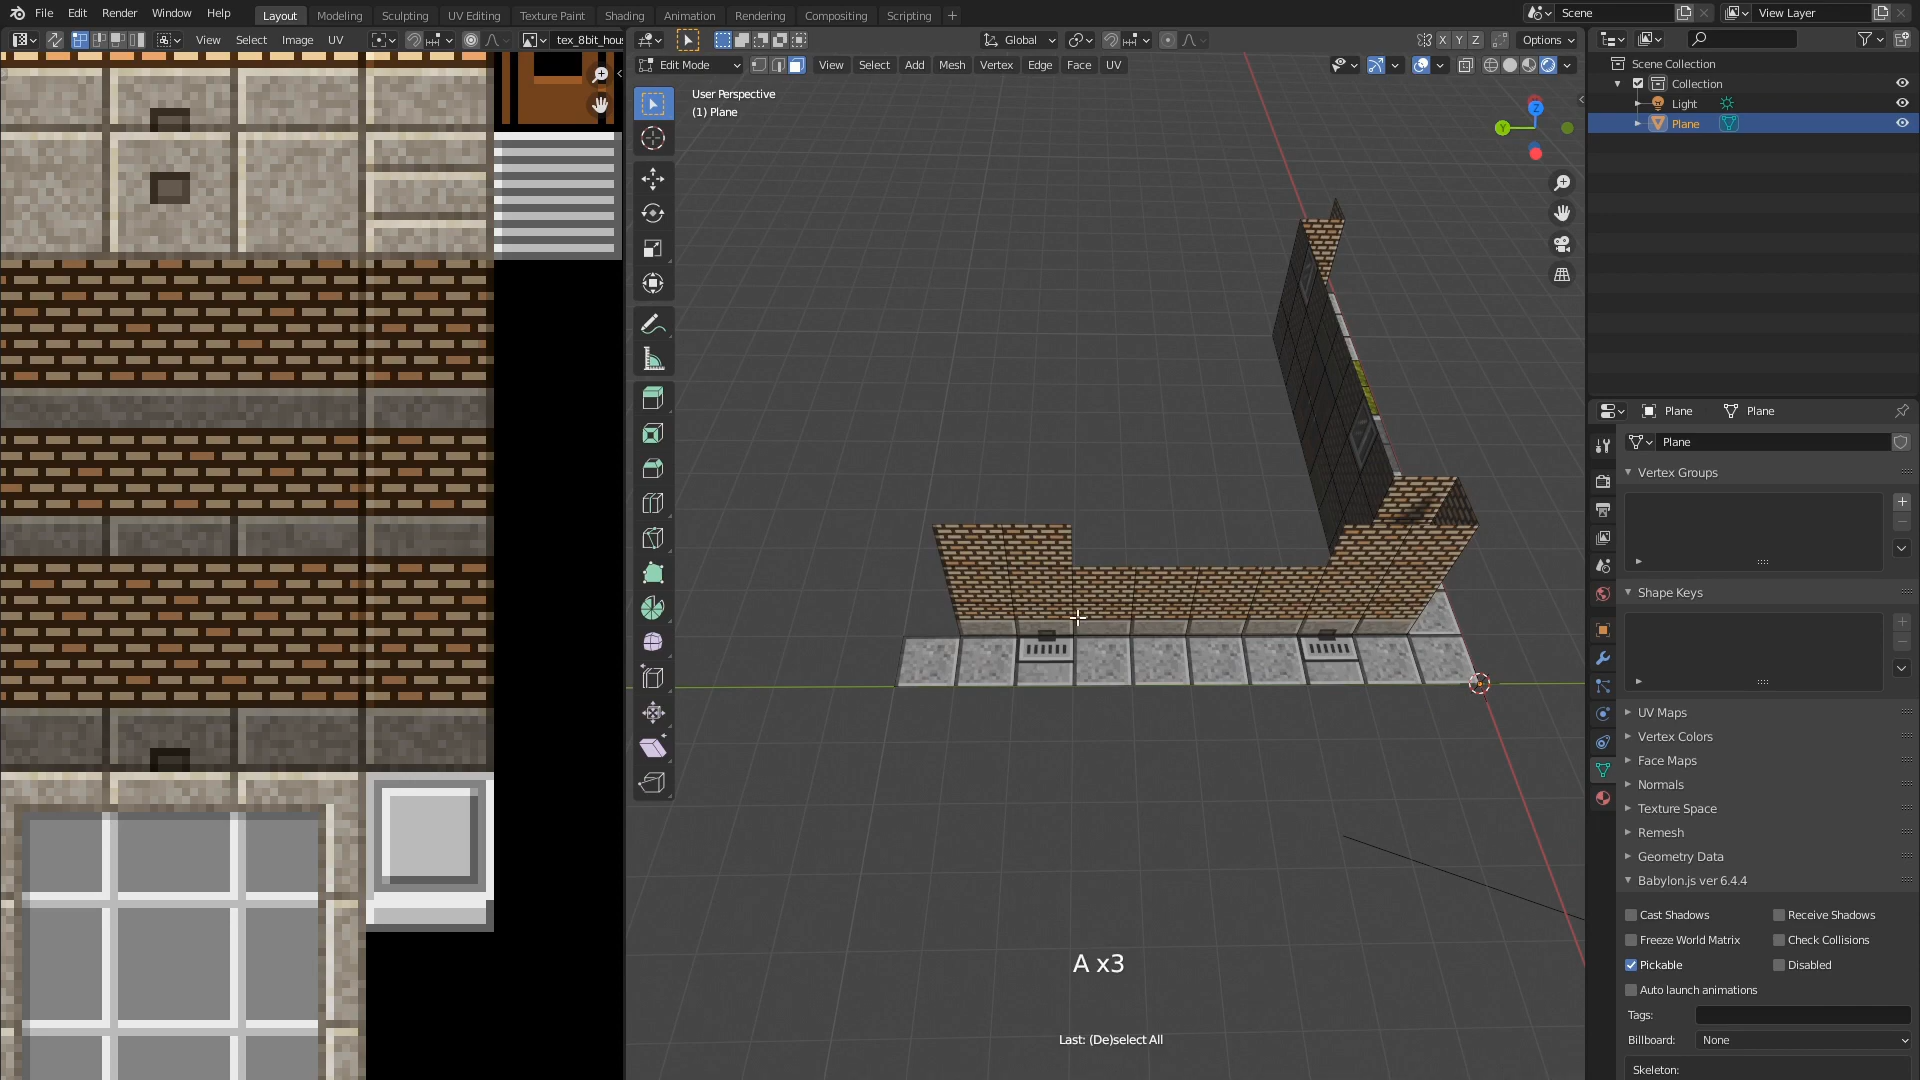 File Edit Render Window Help Layout Modeling Sculpting UV Editing Texture Paint Shading Animation Rendering Compositing Scripting Scene View Layer
View Select Image UV tex_8bit_hou Global X Y Z Options
Edit Mode View Select Add Mesh Vertex Edge Face UV
User Perspective
(1) Plane
Z
Y
A x3
Last: (De)select All
Scene Collection
Collection
Light
Plane
Plane Plane
Plane
Vertex Groups
Shape Keys
UV Maps
Vertex Colors
Face Maps
Normals
Texture Space
Remesh
Geometry Data
Babylon.js ver 6.4.4
Cast Shadows Receive Shadows
Freeze World Matrix Check Collisions
Pickable Disabled
Auto launch animations
Tags:
Billboard: None
Skeleton: